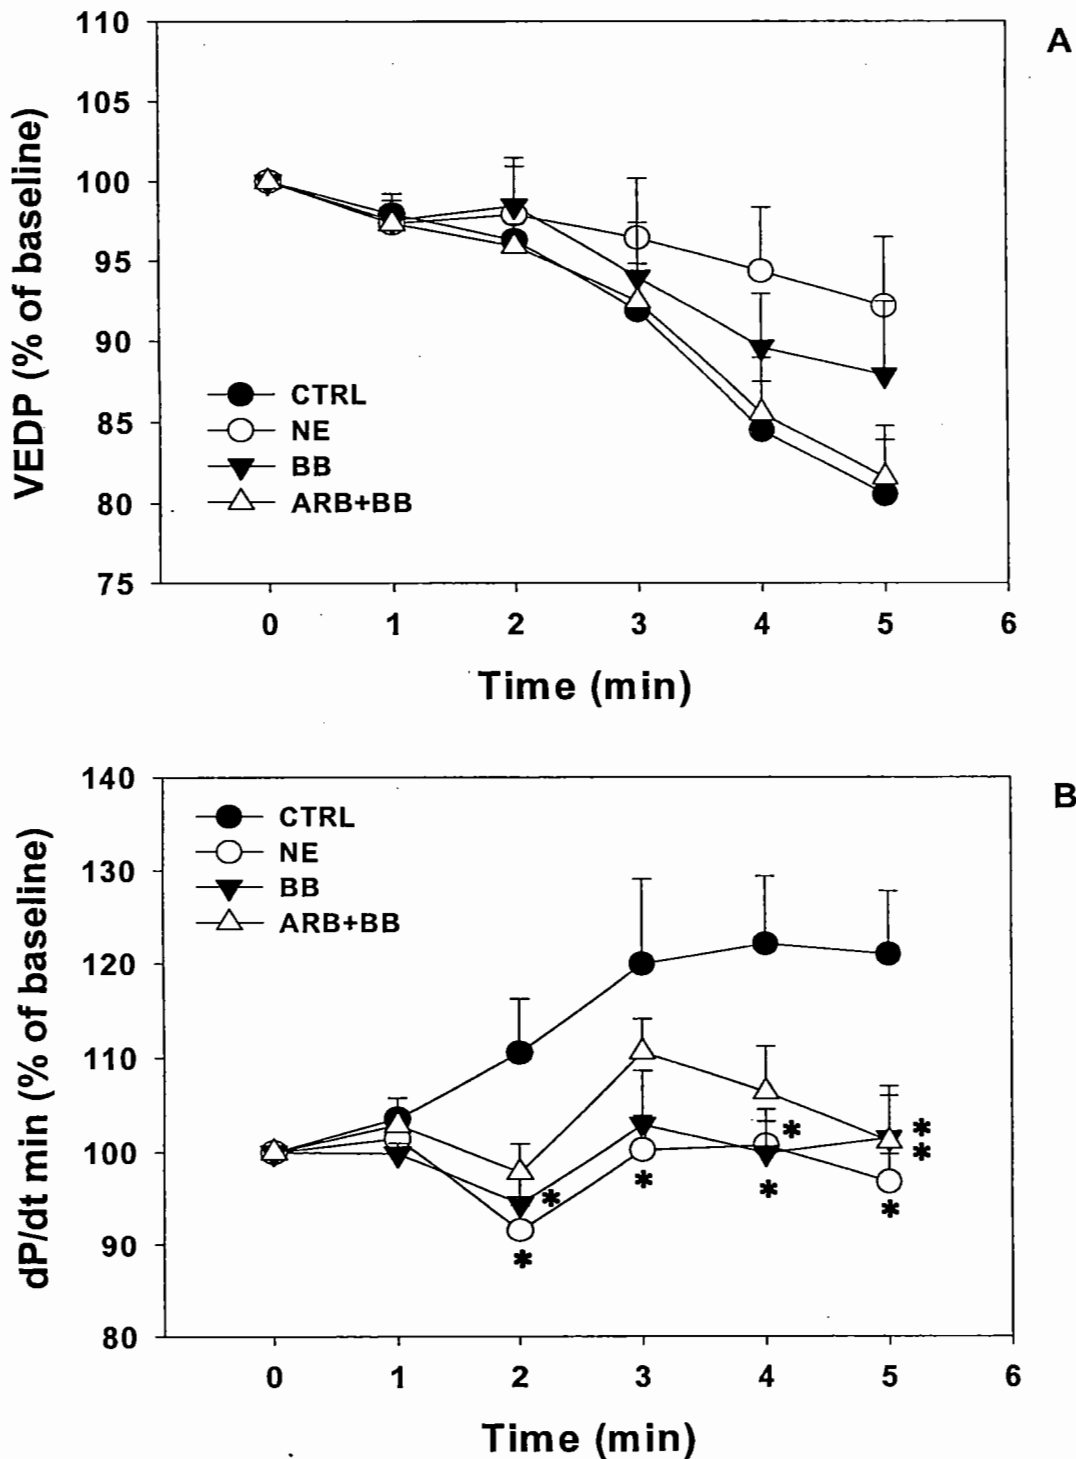 A
110
105
100
95
90
85
80
75
VEDP (% of baseline)
CTRL
NE
BB
ARB+BB
0 1 2 3 4 5 6
Time (min)
B
140
130
120
110
100
90
80
dP/dt min (% of baseline)
CTRL
NE
BB
ARB+BB
*
*
*
*
*
*
*
*
0 1 2 3 4 5 6
Time (min)